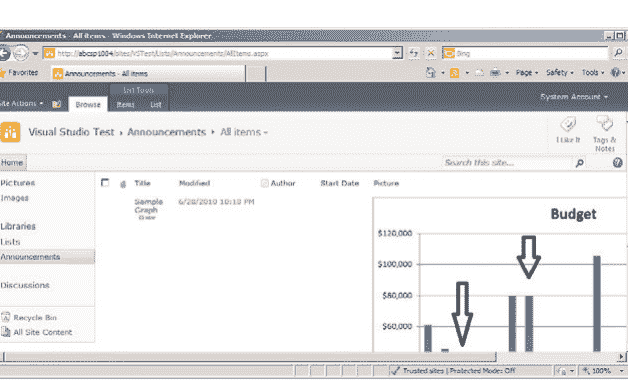 Announcements - All items - Windows Internet Explorer
http://abcsp1004/sites/VSTest/Lists/Announcements/AllItems.aspx
Bing
Favorites Announcements - All items
Page Safety Tools
List Tools
Site Actions Browse Items List System Account
Visual Studio Test Announcements All items
I Like It Tags & Notes
Home Search this site...
Pictures Title Modified Author Start Date Picture
Images Sample Graph 6/28/2010 10:10 PM
Budget
Libraries
$120,000
Lists
Announcements
$100,000
Discussions
$80,000
Recycle Bin
$60,000
All Site Content
Trusted sites | Protected Mode: Off 100%